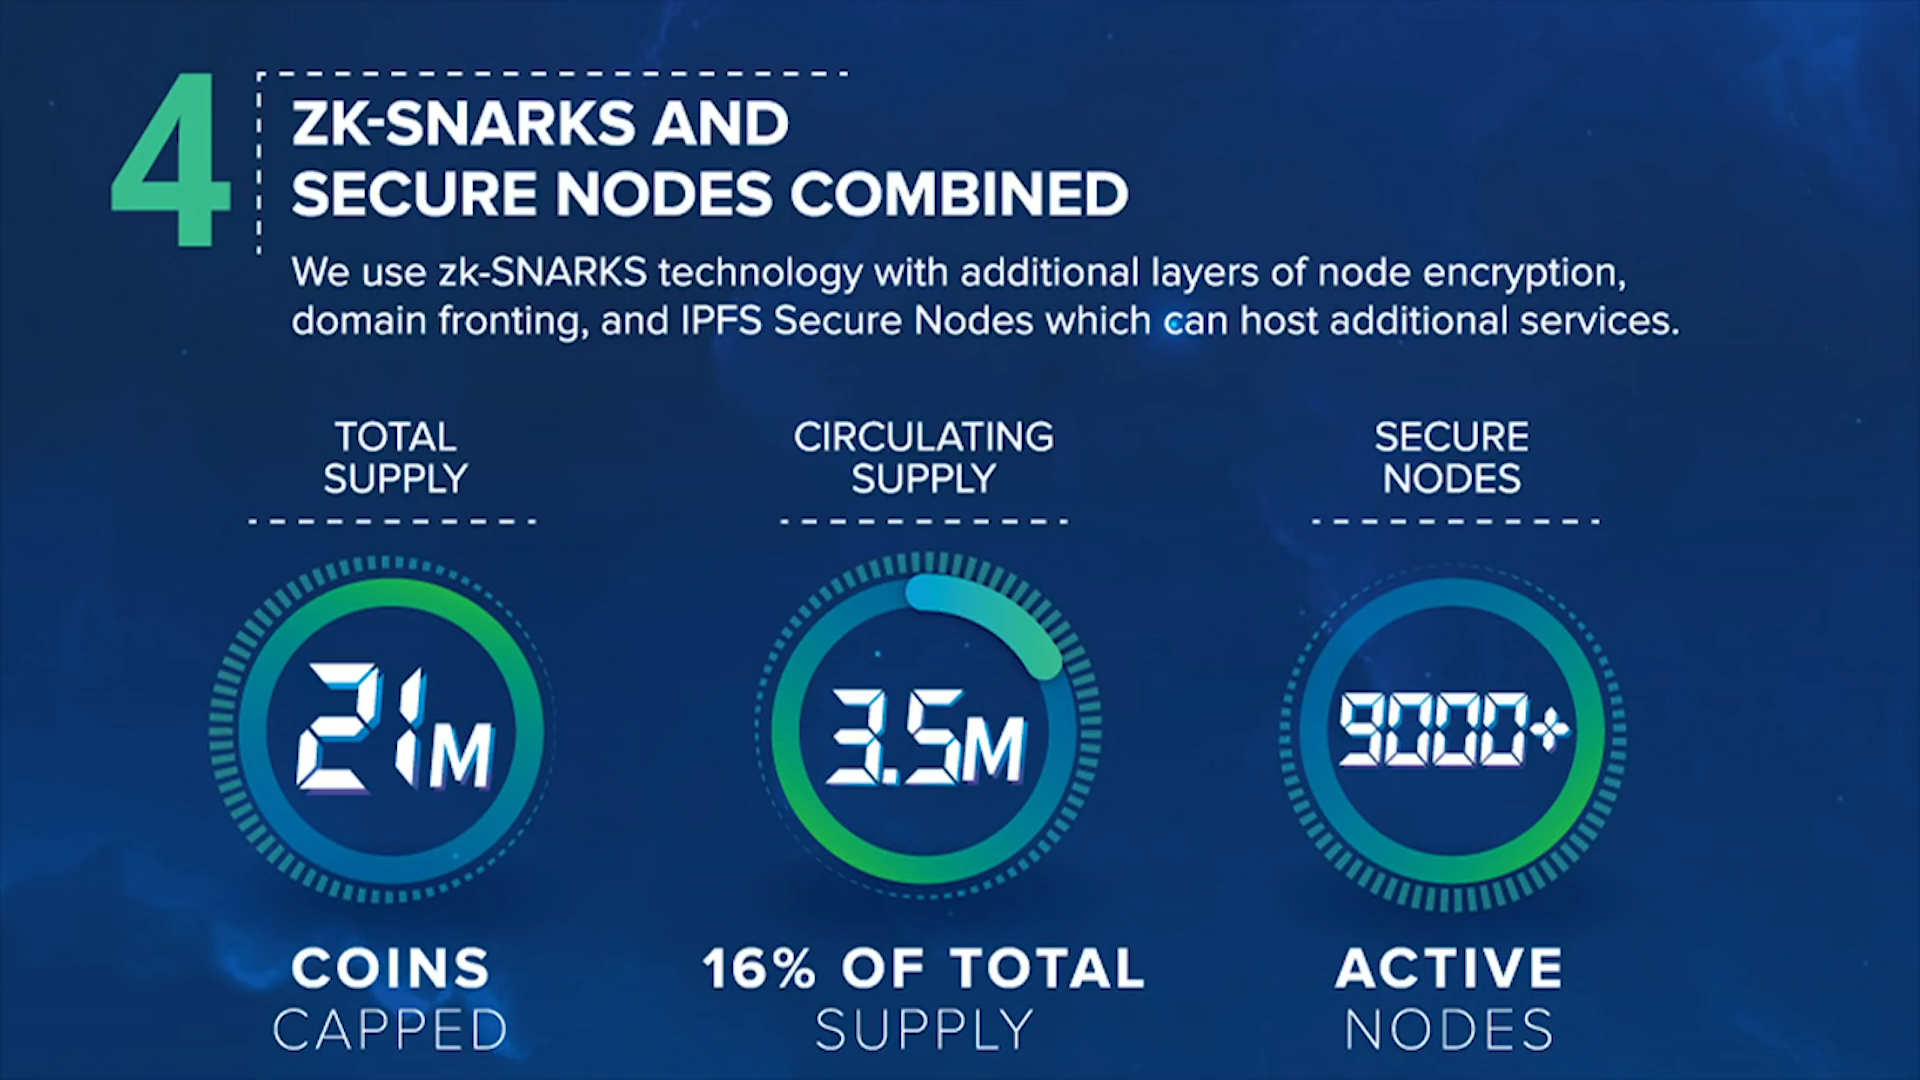 4
ZK-SNARKS AND
SECURE NODES COMBINED
We use zk-SNARKS technology with additional layers of node encryption,
domain fronting, and IPFS Secure Nodes which can host additional services.
TOTAL
SUPPLY
21M
COINS
CAPPED
CIRCULATING
SUPPLY
3.5M
16% OF TOTAL
SUPPLY
SECURE
NODES
9000+
ACTIVE
NODES